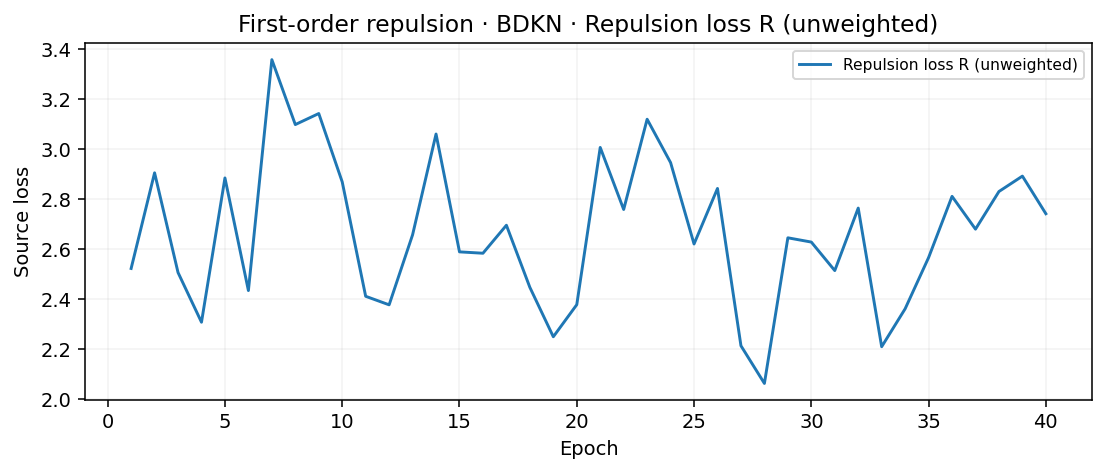 First-order repulsion · BDKN · Repulsion loss R (unweighted)
Repulsion loss R (unweighted)
Source loss
3.4
3.2
3.0
2.8
2.6
2.4
2.2
2.0
0 5 10 15 20 25 30 35 40
Epoch